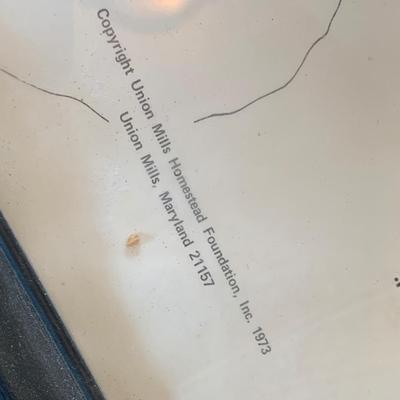 Copyright Union Mills Homestead Foundation, Inc. 1973
Union Mills, Maryland 21157